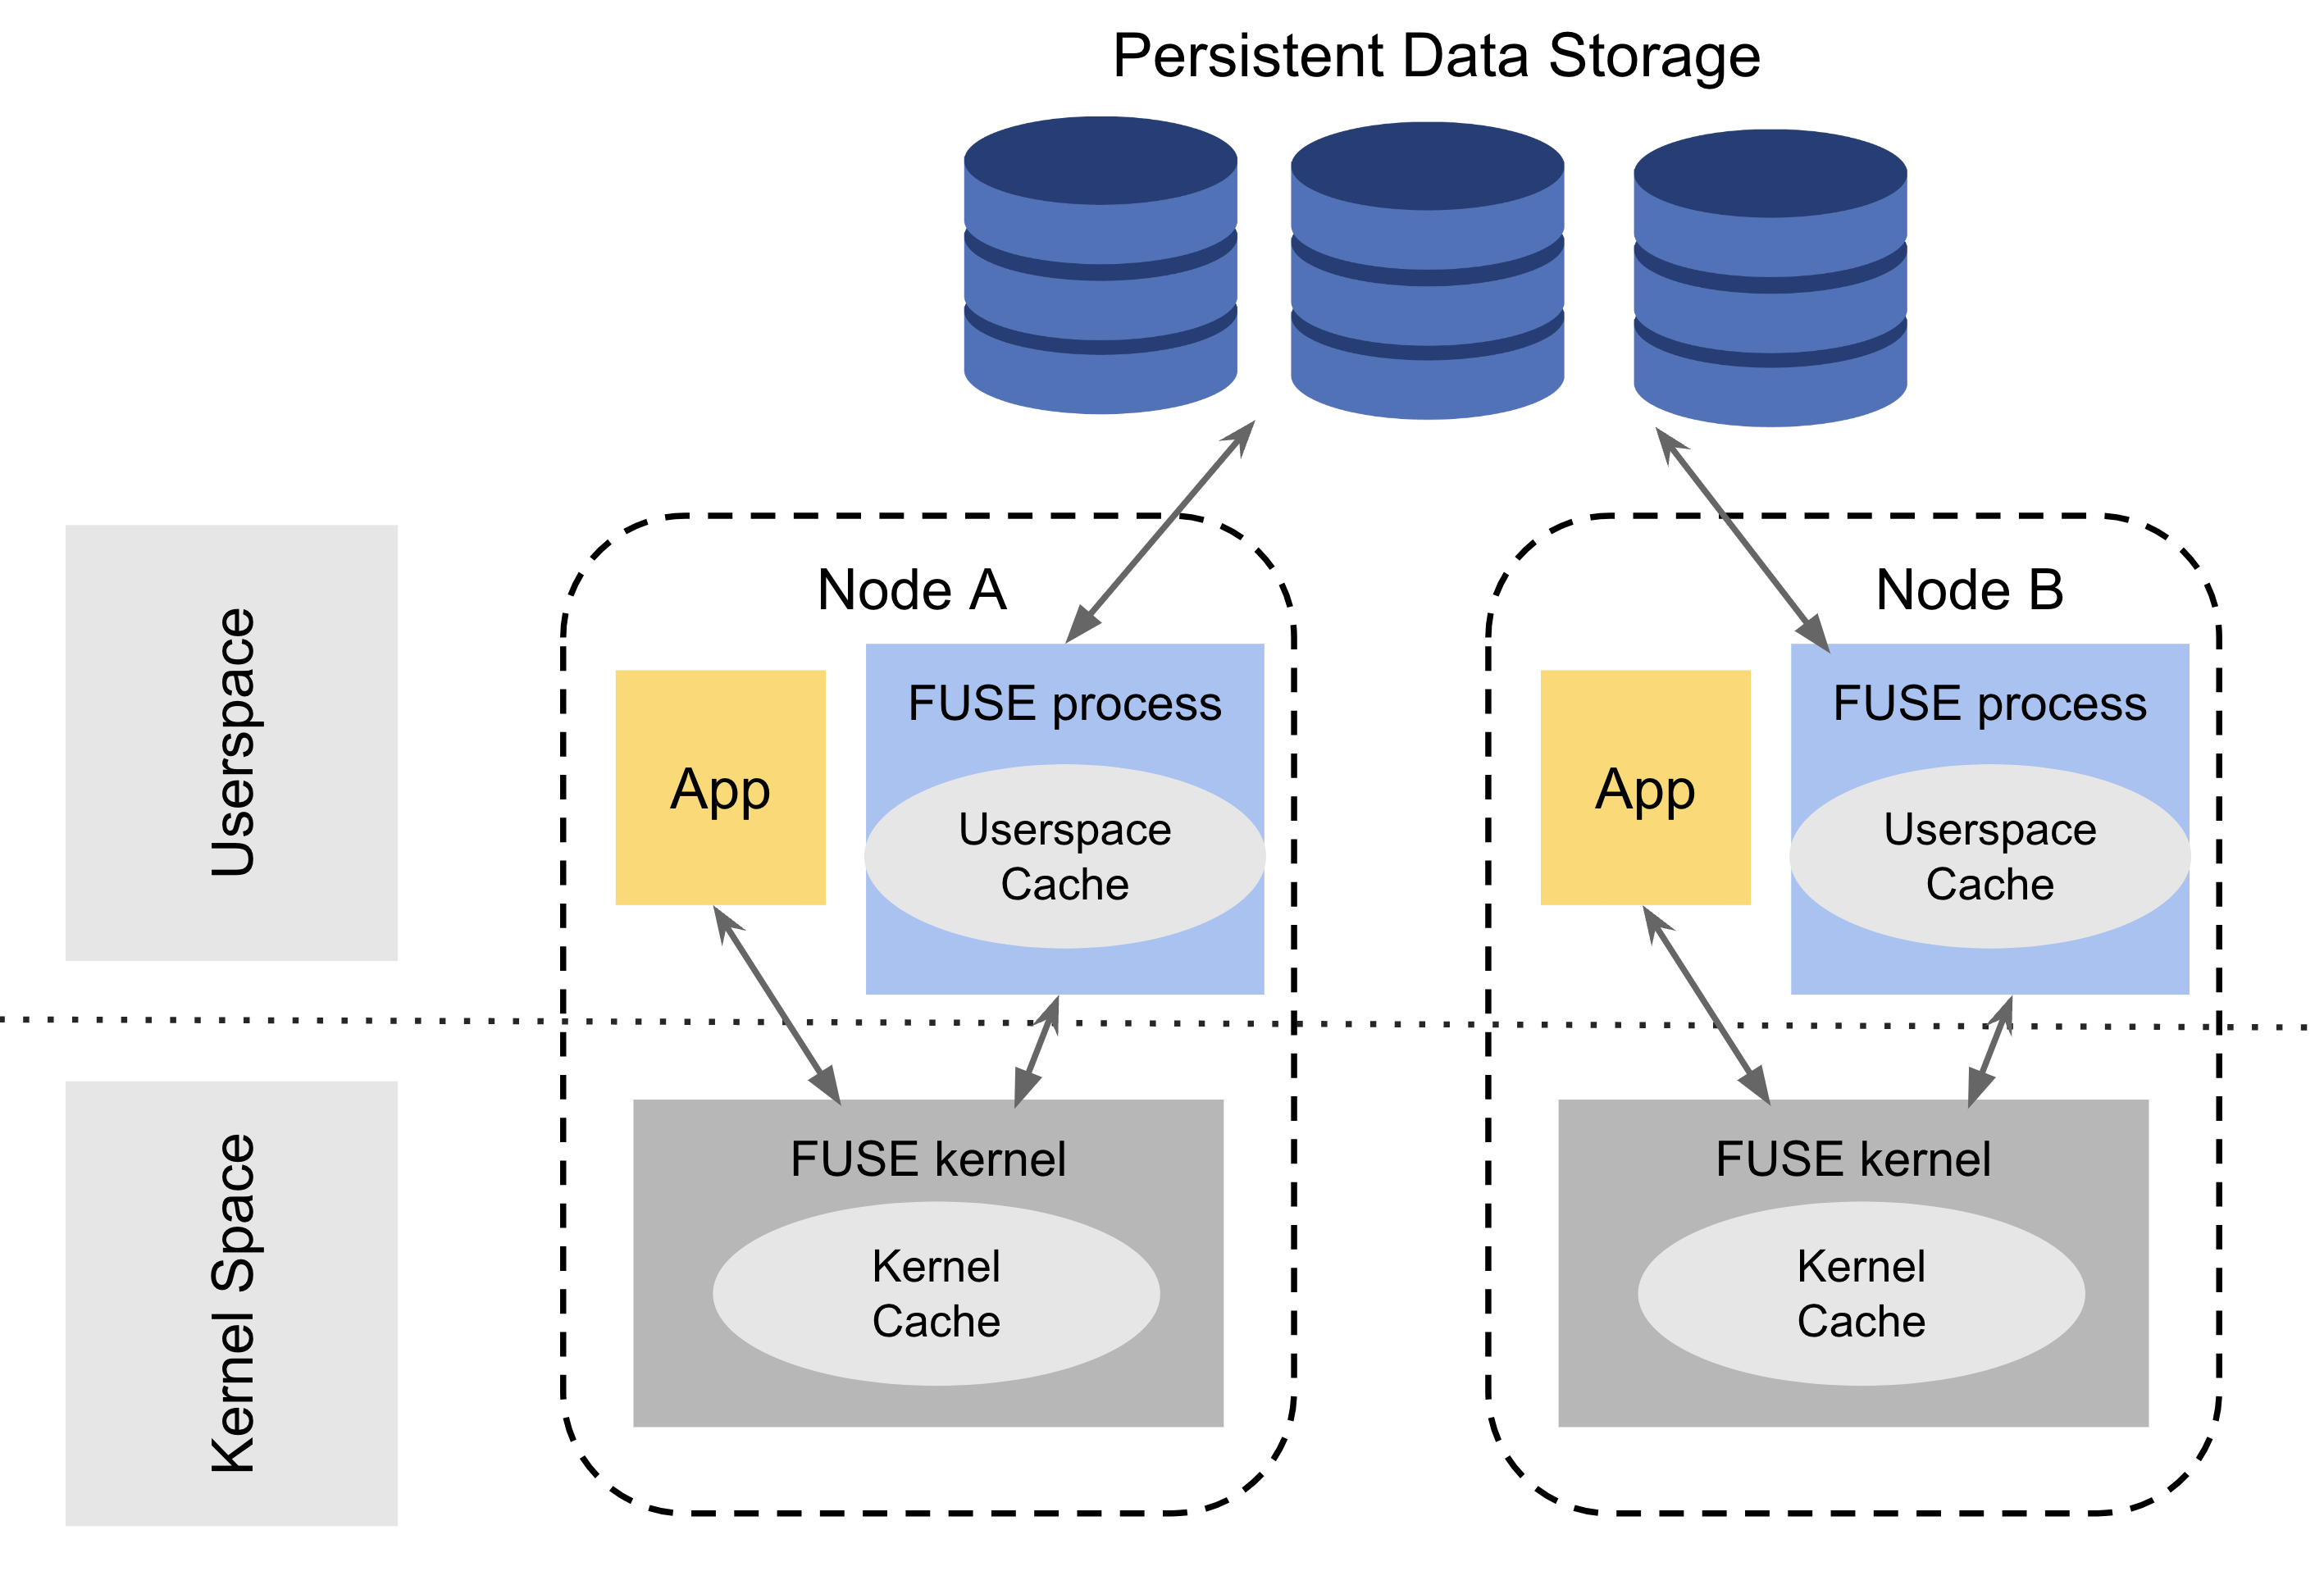 Persistent Data Storage
Userspace
Kernel Space
Node A
App
FUSE process
Userspace
Cache
FUSE kernel
Kernel
Cache
Node B
App
FUSE process
Userspace
Cache
FUSE kernel
Kernel
Cache